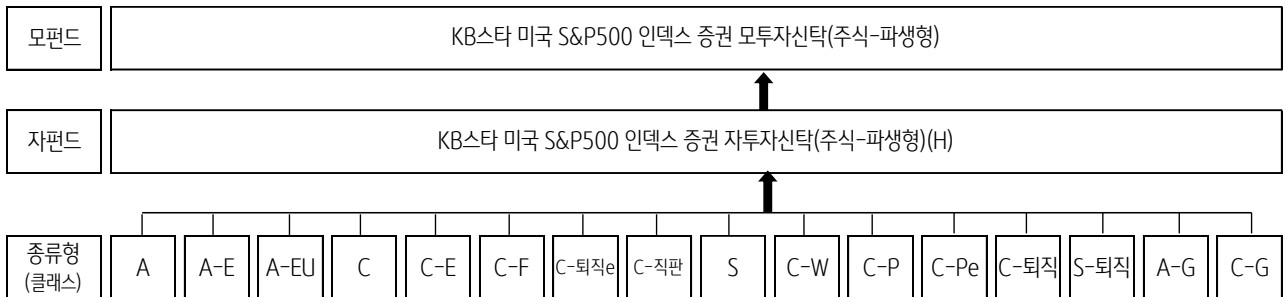 모펀드
KB스타 미국 S&P500 인덱스 증권 모투자신탁(주식-파생형)
자펀드
KB스타 미국 S&P500 인덱스 증권 자투자신탁(주식-파생형)(H)
종류형
(클래스)
A A-E A-EU C C-E C-F C-퇴직e C-직판 S C-W C-P C-Pe C-퇴직 S-퇴직 A-G C-G